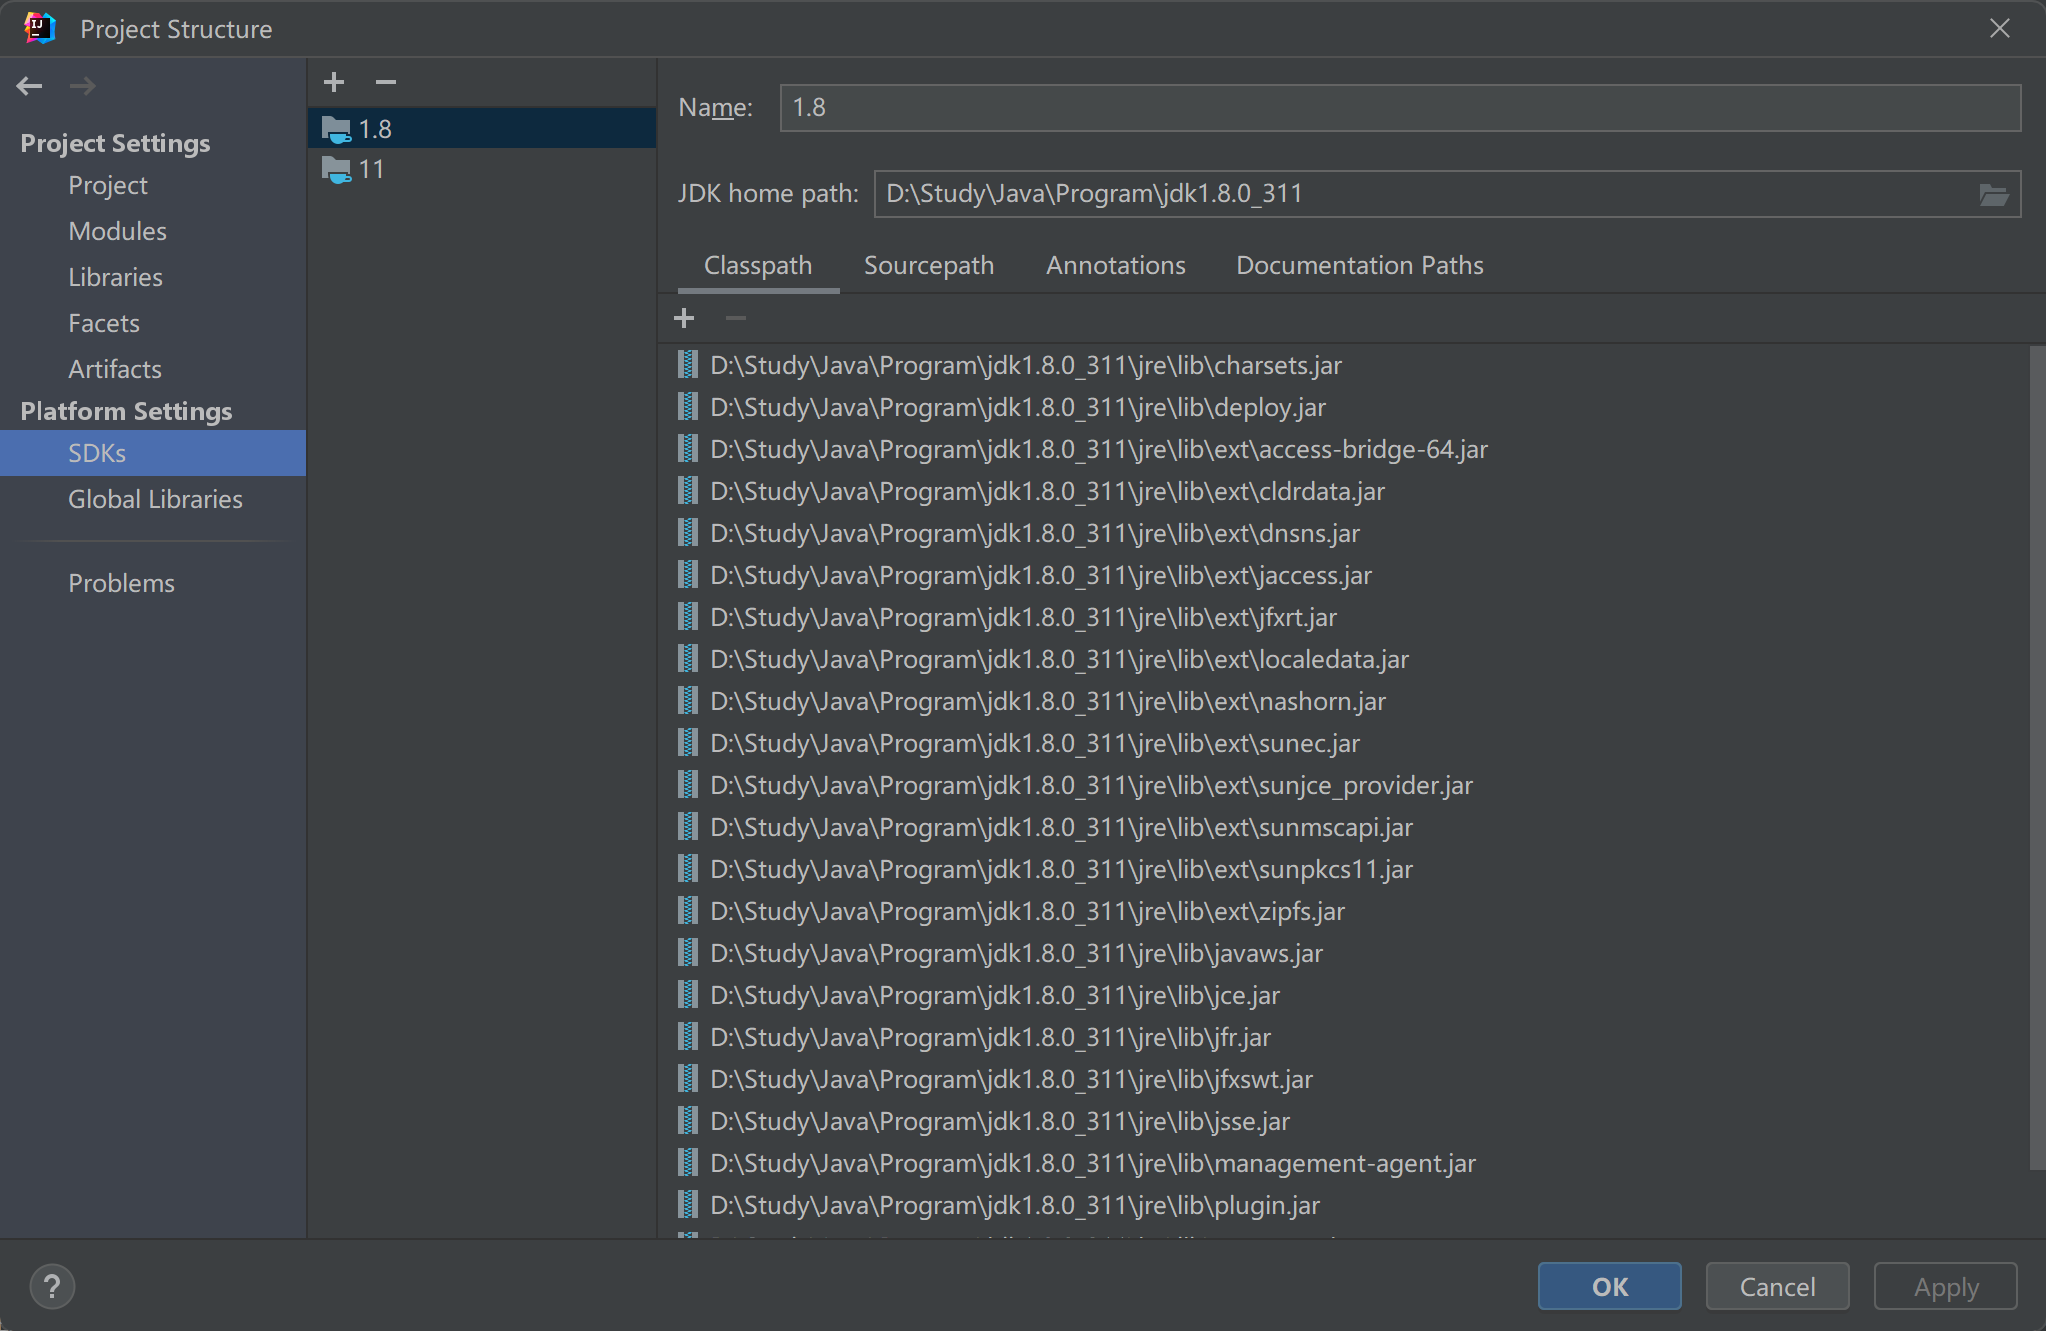 Project Structure
Project Settings
Project
Modules
Libraries
Facets
Artifacts
Platform Settings
SDKs
Global Libraries
Problems
1.8
11
Name: 1.8
JDK home path: D:\Study\Java\Program\jdk1.8.0_311
Classpath Sourcepath Annotations Documentation Paths
D:\Study\Java\Program\jdk1.8.0_311\jre\lib\charsets.jar
D:\Study\Java\Program\jdk1.8.0_311\jre\lib\deploy.jar
D:\Study\Java\Program\jdk1.8.0_311\jre\lib\ext\access-bridge-64.jar
D:\Study\Java\Program\jdk1.8.0_311\jre\lib\ext\cldrdata.jar
D:\Study\Java\Program\jdk1.8.0_311\jre\lib\ext\dnsns.jar
D:\Study\Java\Program\jdk1.8.0_311\jre\lib\ext\jaccess.jar
D:\Study\Java\Program\jdk1.8.0_311\jre\lib\ext\jfxrt.jar
D:\Study\Java\Program\jdk1.8.0_311\jre\lib\ext\localedata.jar
D:\Study\Java\Program\jdk1.8.0_311\jre\lib\ext\nashorn.jar
D:\Study\Java\Program\jdk1.8.0_311\jre\lib\ext\sunec.jar
D:\Study\Java\Program\jdk1.8.0_311\jre\lib\ext\sunjce_provider.jar
D:\Study\Java\Program\jdk1.8.0_311\jre\lib\ext\sunmscapi.jar
D:\Study\Java\Program\jdk1.8.0_311\jre\lib\ext\sunpkcs11.jar
D:\Study\Java\Program\jdk1.8.0_311\jre\lib\ext\zipfs.jar
D:\Study\Java\Program\jdk1.8.0_311\jre\lib\javaws.jar
D:\Study\Java\Program\jdk1.8.0_311\jre\lib\jce.jar
D:\Study\Java\Program\jdk1.8.0_311\jre\lib\jfr.jar
D:\Study\Java\Program\jdk1.8.0_311\jre\lib\jfxswt.jar
D:\Study\Java\Program\jdk1.8.0_311\jre\lib\jsse.jar
D:\Study\Java\Program\jdk1.8.0_311\jre\lib\management-agent.jar
D:\Study\Java\Program\jdk1.8.0_311\jre\lib\plugin.jar
? OK Cancel Apply